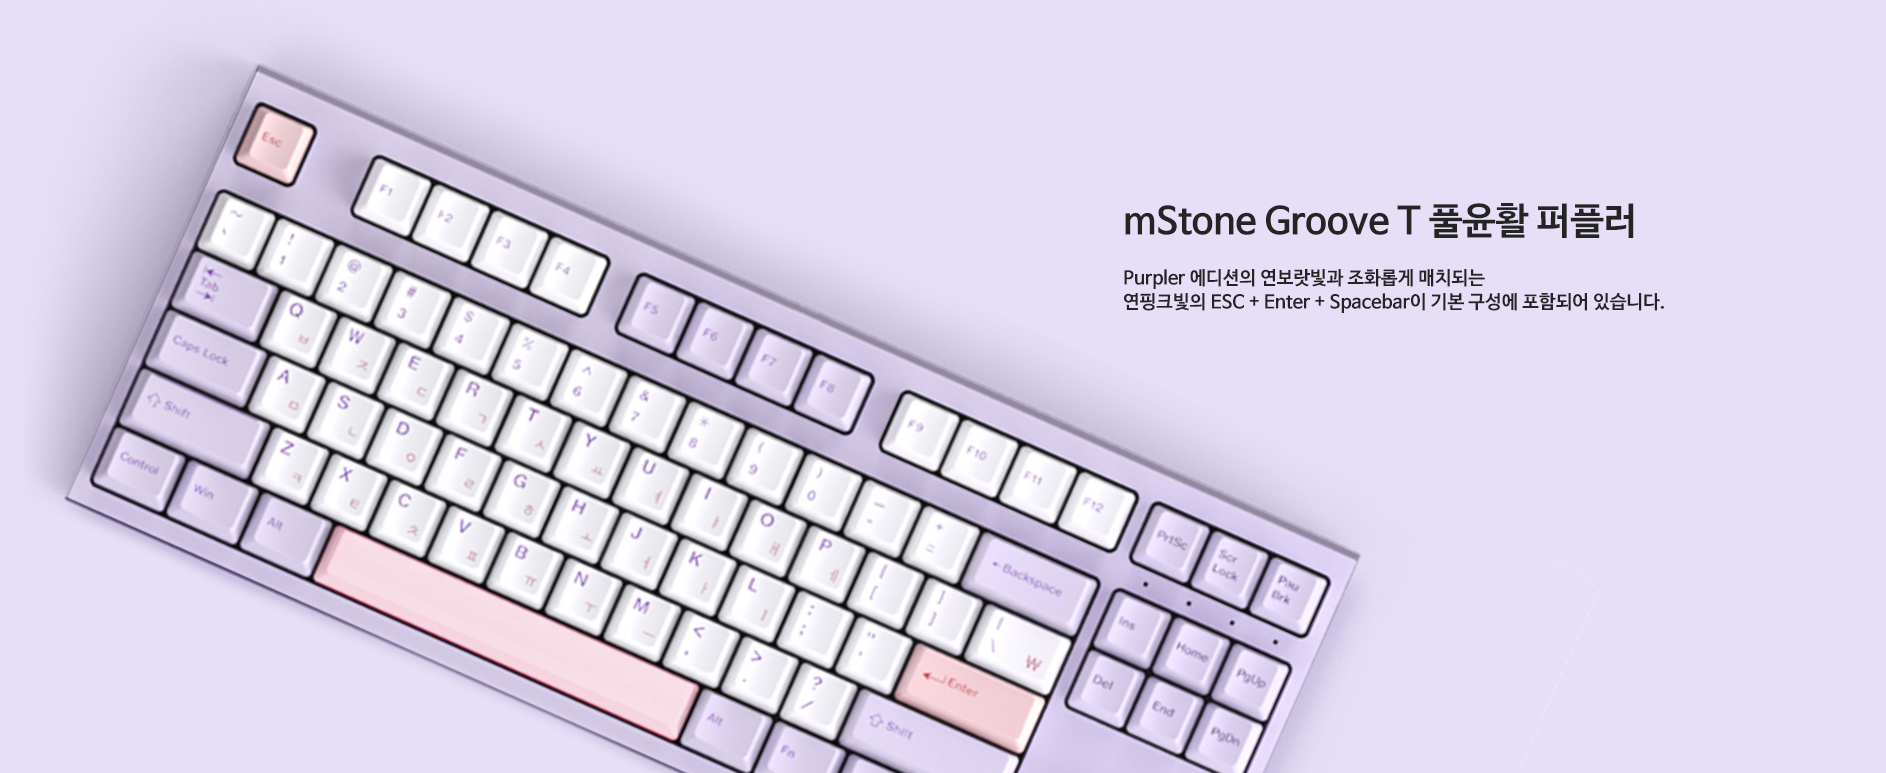 mStone Groove T 풀윤활 퍼플러
Purpler 에디션의 연보랏빛과 조화롭게 매치되는
연핑크빛의 ESC + Enter + Spacebar이 기본 구성에 포함되어 있습니다.
Esc
F1 F2 F3 F4
F5 F6 F7 F8
F9 F10 F11 F12
PrtSc Scr Lock Pau Brk
~ ! @ # $ % ^ & * ( ) — +
` 1 2 3 4 5 6 7 8 9 0 - =
←Backspace
Ins Home PgUp
Tab
Q W E R T Y U I O P [ ] |
ㅂ ㅈ ㄷ ㄱ ㅅ ㅛ ㅕ ㅑ ㅐ ㅔ [ ] \ ₩
Del End PgDn
Caps Lock
A S D F G H J K L : "
ㅁ ㄴ ㅇ ㄹ ㅎ ㅗ ㅓ ㅏ ㅣ ; '
Enter
Shift
Z X C V B N M < > ?
ㅋ ㅌ ㅊ ㅍ ㅠ ㅜ ㅡ , . /
Shift
Control Win Alt Alt Fn